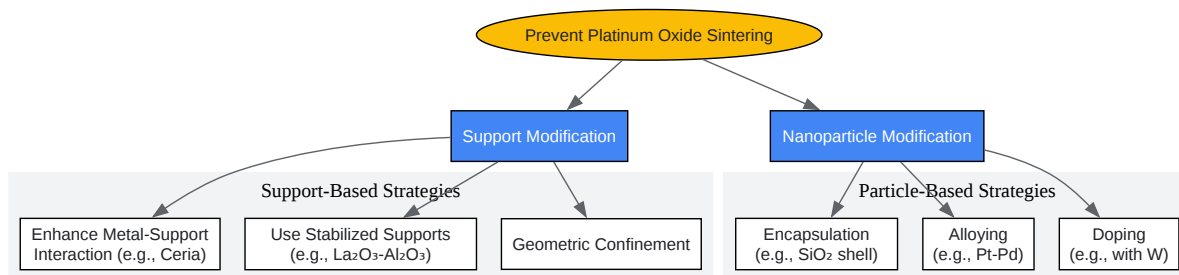 Prevent Platinum Oxide Sintering
Support Modification
Nanoparticle Modification
Support-Based Strategies
Particle-Based Strategies
Enhance Metal-Support
Interaction (e.g., Ceria)
Use Stabilized Supports
(e.g., La₂O₃-Al₂O₃)
Geometric Confinement
Encapsulation
(e.g., SiO₂ shell)
Alloying
(e.g., Pt-Pd)
Doping
(e.g., with W)